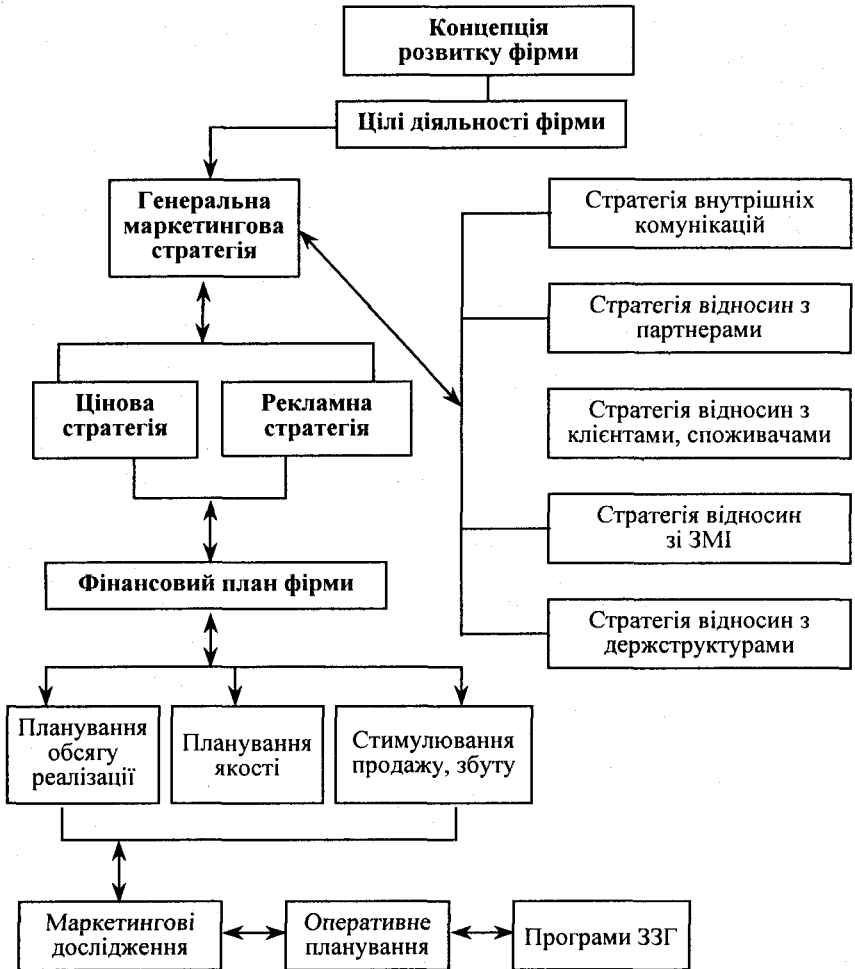 Концепція
розвитку фірми
Цілі діяльності фірми
Генеральна
маркетингова
стратегія
Стратегія внутрішніх
комунікацій
Стратегія відносин з
партнерами
Цінова
стратегія
Рекламна
стратегія
Стратегія відносин з
клієнтами, споживачами
Стратегія відносин
зі ЗМІ
Фінансовий план фірми
Стратегія відносин з
держструктурами
Планування
обсягу
реалізації
Планування
якості
Стимулювання
продажу, збуту
Маркетингові
дослідження
Оперативне
планування
Програми ЗЗГ